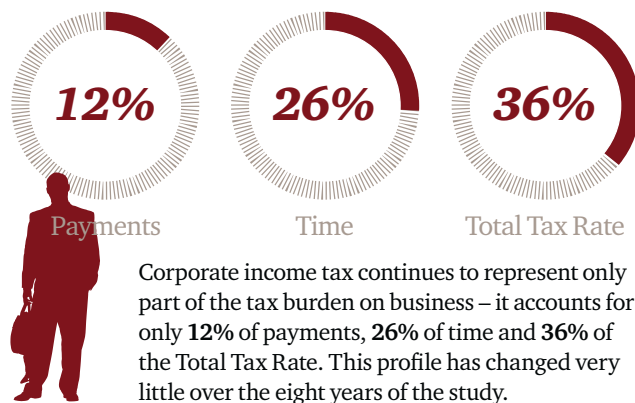 12%
26%
36%
Payments
Time
Total Tax Rate
Corporate income tax continues to represent only
part of the tax burden on business – it accounts for
only 12% of payments, 26% of time and 36% of
the Total Tax Rate. This profile has changed very
little over the eight years of the study.